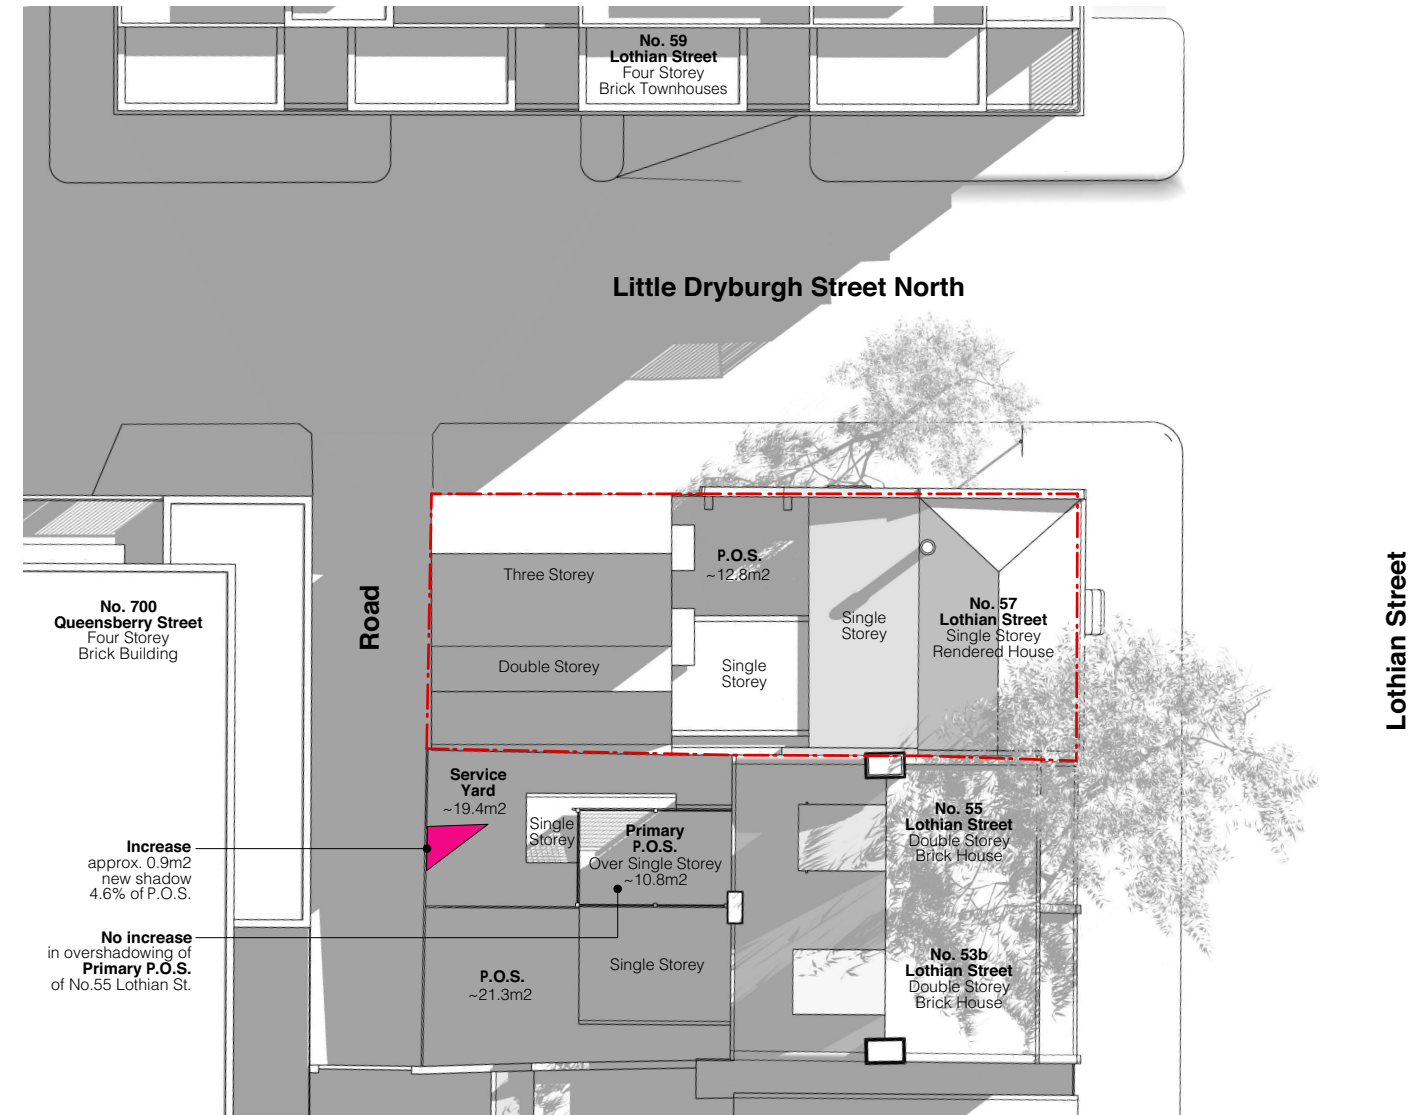 No. 59
Lothian Street
Four Storey
Brick Townhouses
Little Dryburgh Street North
Road
Lothian Street
No. 700
Queensberry Street
Four Storey
Brick Building
Three Storey
Double Storey
P.O.S.
~12.8m2
Single
Storey
Single
Storey
No. 57
Lothian Street
Single Storey
Rendered House
Service
Yard
~19.4m2
Single
Storey
Primary
P.O.S.
Over Single Storey
~10.8m2
No. 55
Lothian Street
Double Storey
Brick House
Increase
approx. 0.9m2
new shadow
4.6% of P.O.S.
No increase
in overshadowing of
Primary P.O.S.
of No.55 Lothian St.
P.O.S.
~21.3m2
Single Storey
No. 53b
Lothian Street
Double Storey
Brick House